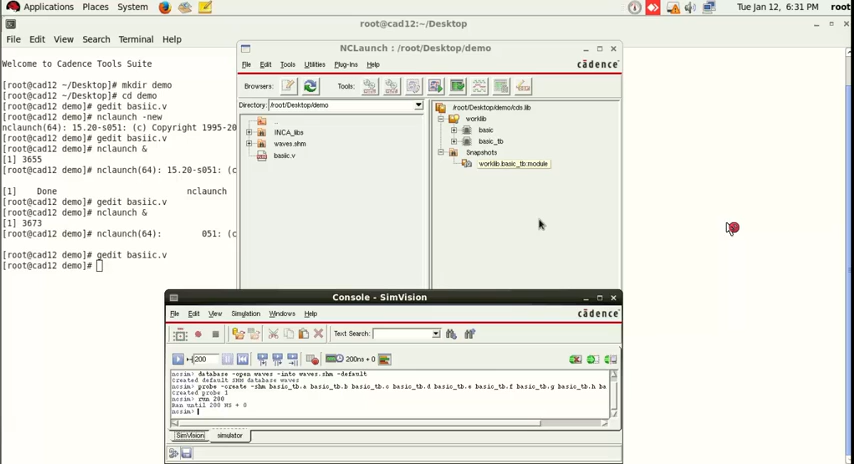 Applications Places System
Tue Jan 12, 6:31 PM root
root@cad12:~/Desktop
File Edit View Search Terminal Help
Welcome to Cadence Tools Suite
[root@cad12 ~/Desktop]# mkdir demo
[root@cad12 ~/Desktop]# cd demo
[root@cad12 demo]# gedit basiic.v
[root@cad12 demo]# nclaunch -new
nclaunch(64): 15.20-s051: (c) Copyright 1995-20
[root@cad12 demo]# gedit basiic.v
[root@cad12 demo]# nclaunch &
[1] 3655
[root@cad12 demo]# nclaunch(64): 15.20-s051: (c
[1] Done nclaunch
[root@cad12 demo]# gedit basiic.v
[root@cad12 demo]# nclaunch &
[1] 3673
[root@cad12 demo]# nclaunch(64): 051: (c
[root@cad12 demo]# gedit basiic.v
[root@cad12 demo]#
NCLaunch : /root/Desktop/demo
File Edit Tools Utilities Plug-Ins Help
cādence
Browsers: Tools:
Directory: /root/Desktop/demo
..
INCA_libs
waves.shm
basiic.v
/root/Desktop/demo/cds.lib
worklib
basic
basic_tb
Snapshots
worklib.basic_tb:module
Console - SimVision
File Edit View Simulation Windows Help
cādence
Text Search:
200 200ns + 0
ncsim> database -open waves -into waves.shm -default
Created default SHM database waves
ncsim> probe -create -shm basic_tb.a basic_tb.b basic_tb.c basic_tb.d basic_tb.e basic_tb.f basic_tb.g basic_tb.h ba
Created probe 1
ncsim> run 200
Ran until 200 NS + 0
ncsim>
SimVision simulator